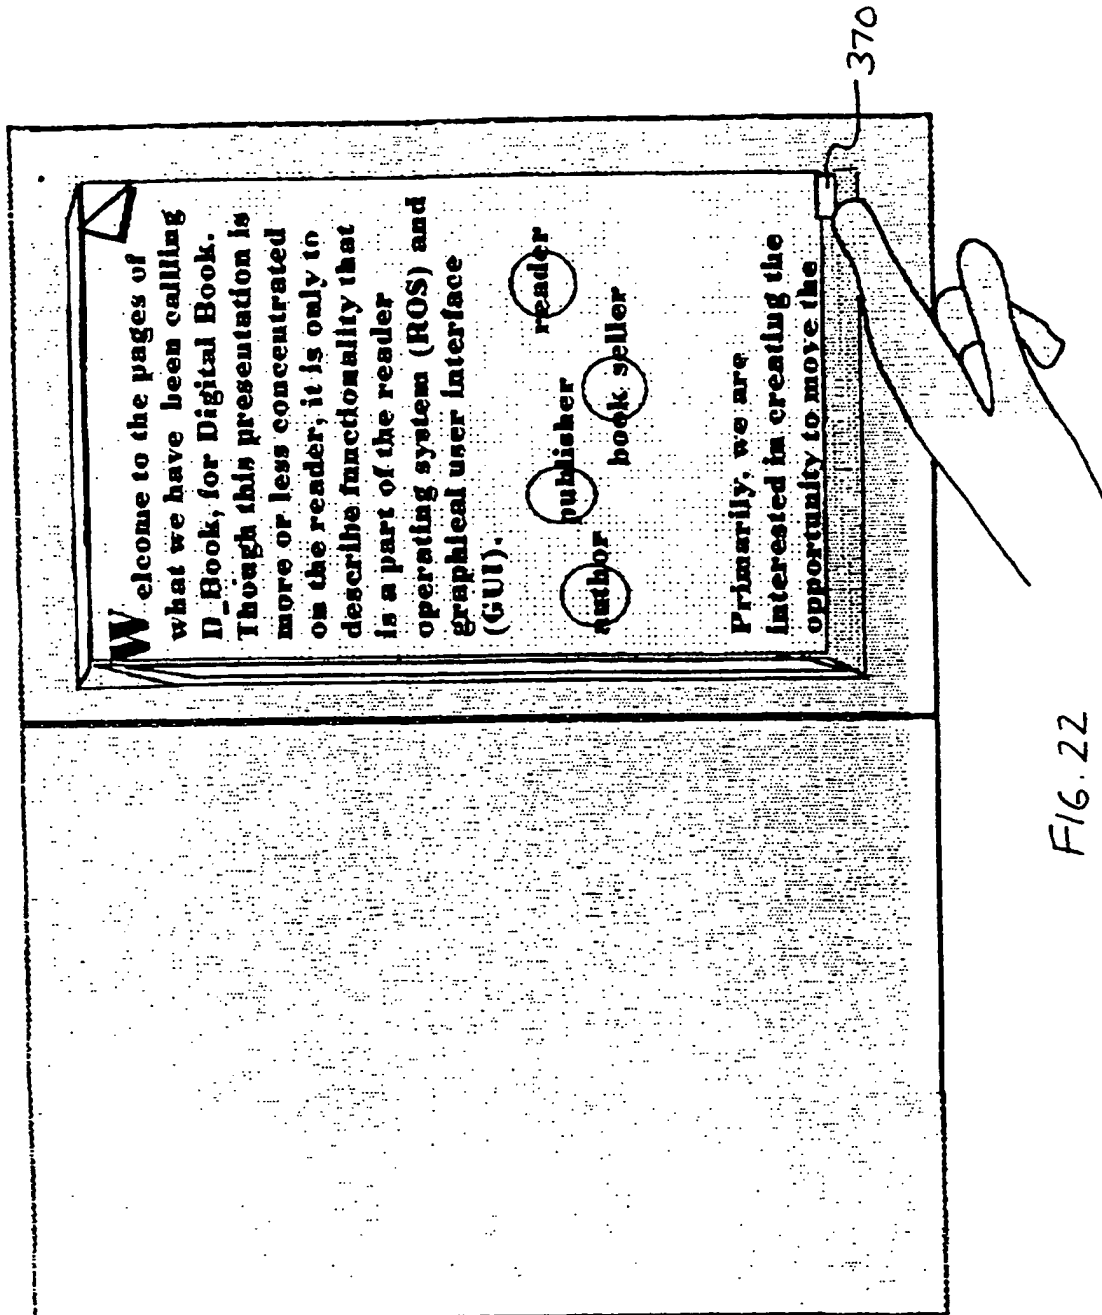 Welcome to the pages of
what we have been calling
D_Book, for Digital Book.
Though this presentation is
more or less concentrated
on the reader, it is only to
describe functionality that
is a part of the reader
operating system (ROS) and
graphical user interface
(GUI).
author publisher reader
book seller
Primarily, we are
interested in creating the
opportunity to move the
370
FIG. 22